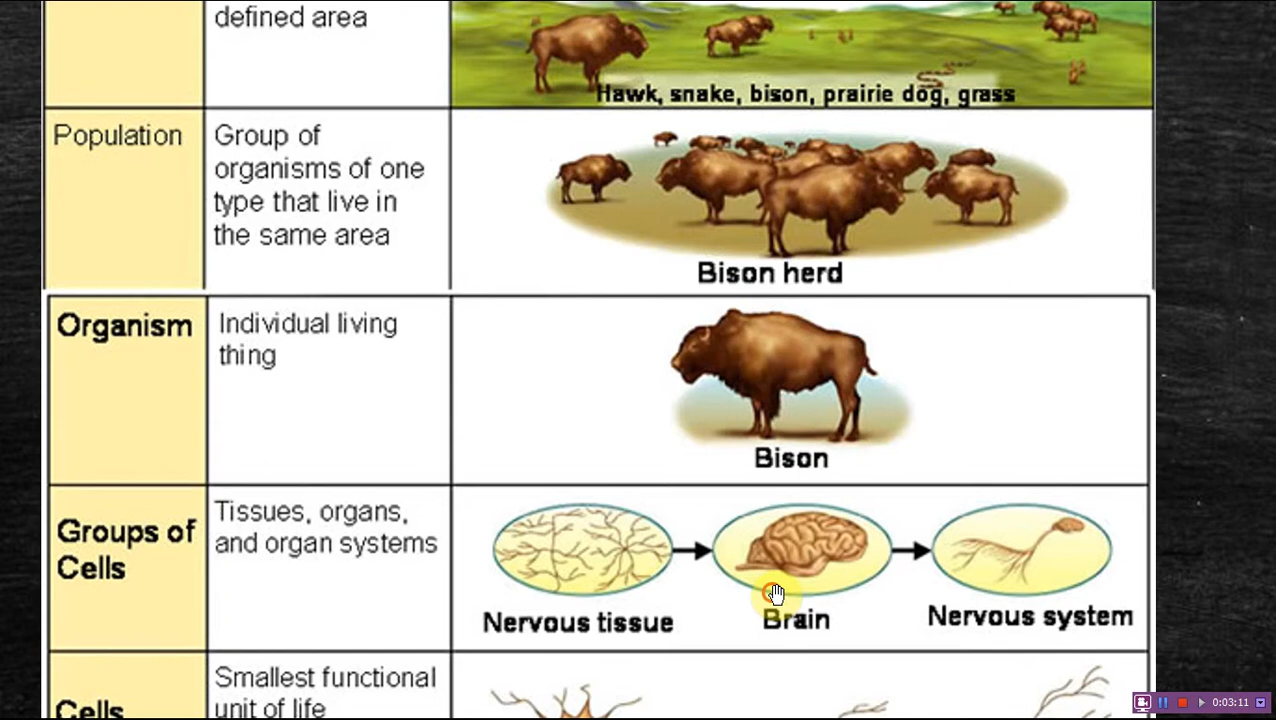 defined area
Hawk, snake, bison, prairie dog, grass
Population
Group of
organisms of one
type that live in
the same area
Bison herd
Organism
Individual living
thing
Bison
Groups of
Cells
Tissues, organs,
and organ systems
Nervous tissue
Brain
Nervous system
Cells
Smallest functional
unit of life
0:03:11